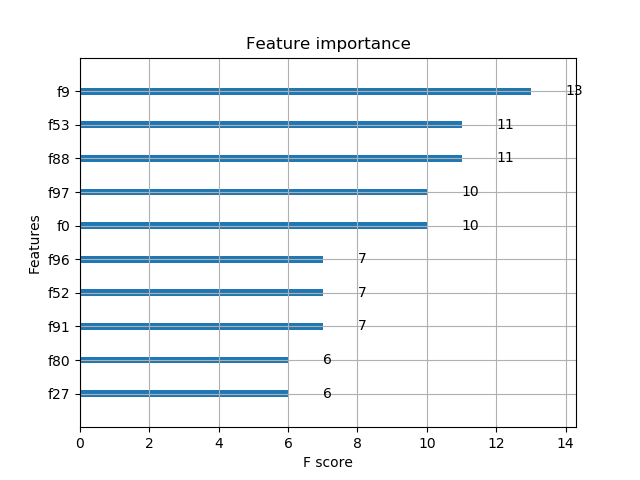 Feature importance
Features
f9 13
f53 11
f88 11
f97 10
f0 10
f96 7
f52 7
f91 7
f80 6
f27 6
0 2 4 6 8 10 12 14
F score